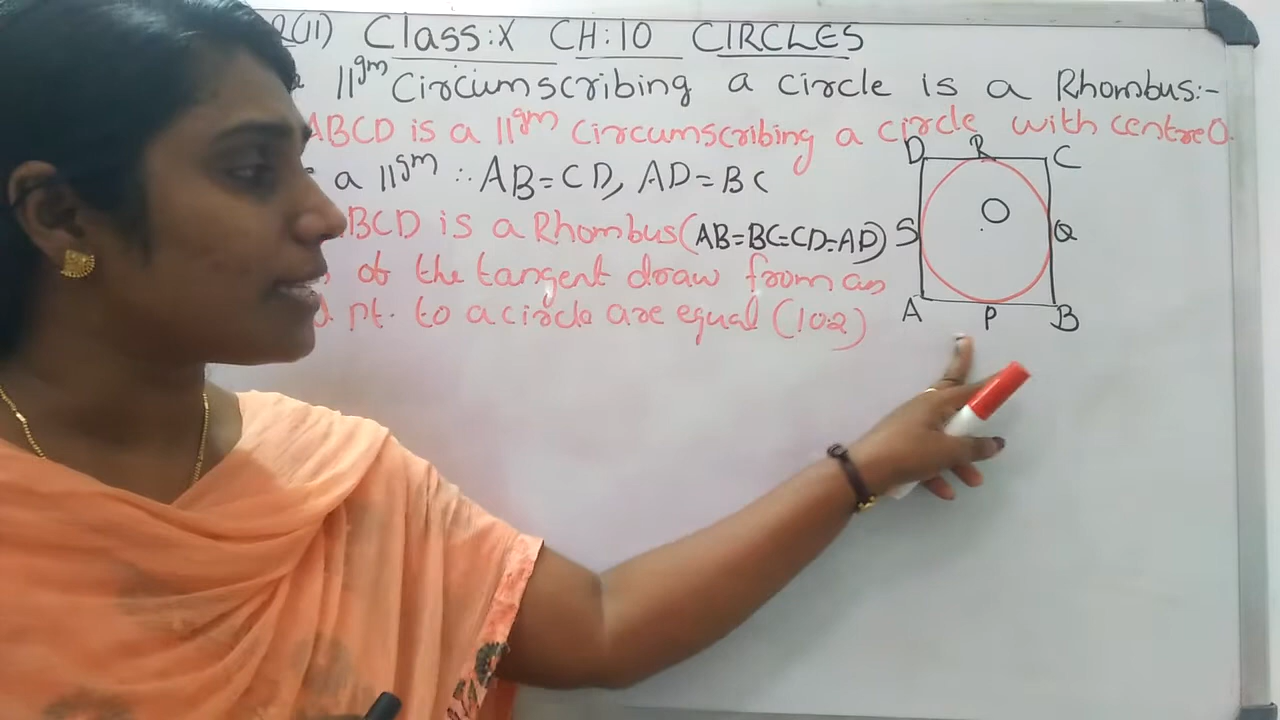 Q(11) Class:X CH:10 CIRCLES
11gm Circumscribing a circle is a Rhombus:-
ABCD is a 11gm circumscribing a circle with centre O.
a 11gm ∴ AB=CD, AD=BC
BCD is a Rhombus (AB=BC=CD=AD)
of the tangent draw from an
pt. to a circle are equal (10.2)
D R C
O
S Q
A P B